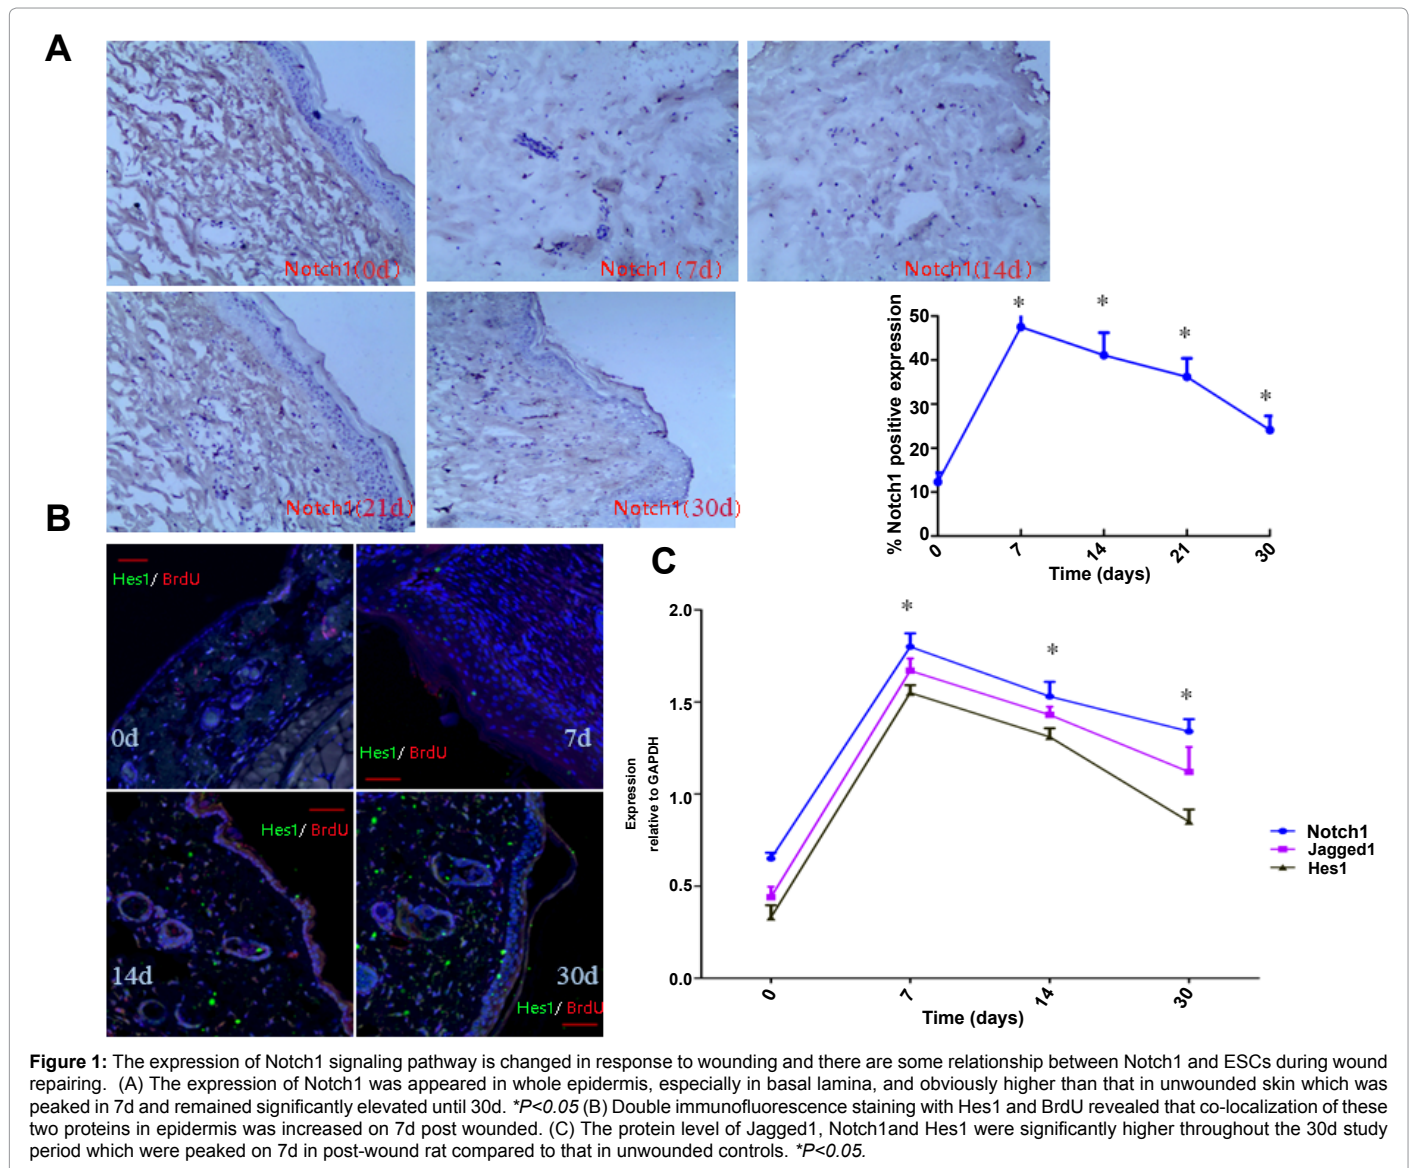 A
Notch1(0d)
Notch1 (7d)
Notch1(14d)
Notch1(21d)
Notch1(30d)
% Notch1 positive expression
50
40
30
20
10
0
*
*
*
*
0
7
14
21
30
Time (days)
B
Hes1/ BrdU
0d
Hes1/ BrdU
7d
Hes1/ BrdU
14d
30d
Hes1/ BrdU
C
Expression
relative to GAPDH
2.0
1.5
1.0
0.5
0.0
*
*
*
0
7
14
30
Time (days)
Notch1
Jagged1
Hes1
Figure 1: The expression of Notch1 signaling pathway is changed in response to wounding and there are some relationship between Notch1 and ESCs during wound
repairing. (A) The expression of Notch1 was appeared in whole epidermis, especially in basal lamina, and obviously higher than that in unwounded skin which was
peaked in 7d and remained significantly elevated until 30d. *P<0.05 (B) Double immunofluorescence staining with Hes1 and BrdU revealed that co-localization of these
two proteins in epidermis was increased on 7d post wounded. (C) The protein level of Jagged1, Notch1and Hes1 were significantly higher throughout the 30d study
period which were peaked on 7d in post-wound rat compared to that in unwounded controls. *P<0.05.